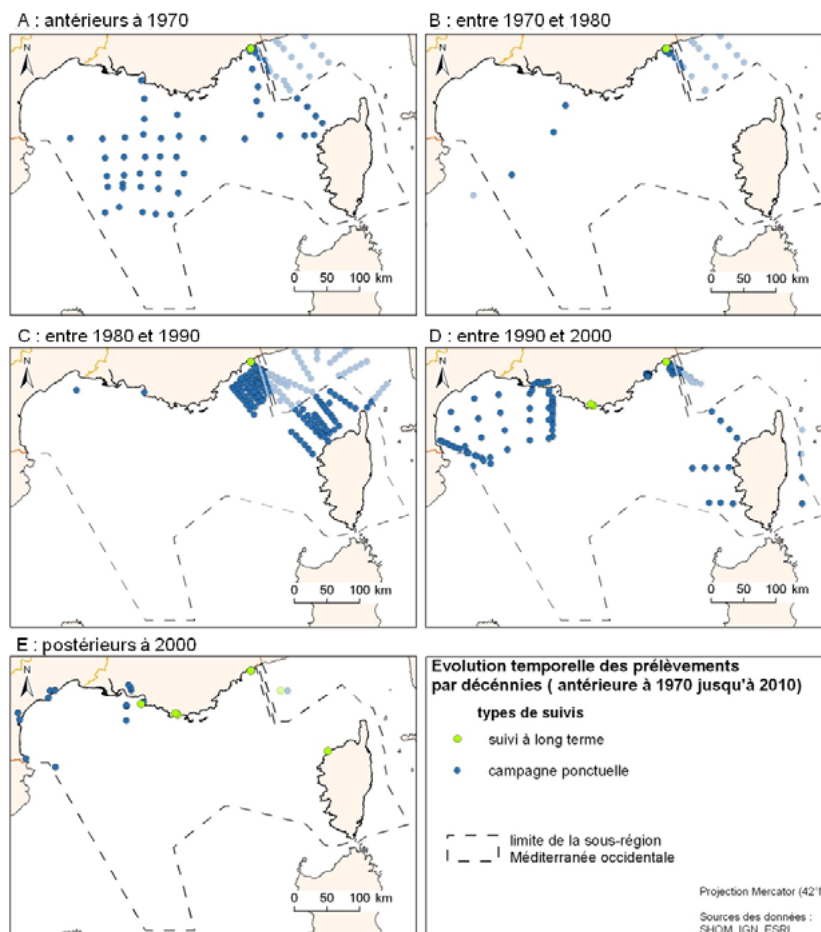 A : antérieurs à 1970
B : entre 1970 et 1980
N
N
0 50 100 km
0 50 100 km
C : entre 1980 et 1990
D : entre 1990 et 2000
N
N
0 50 100 km
0 50 100 km
E : postérieurs à 2000
N
0 50 100 km
Evolution temporelle des prélèvements
par décénnies ( antérieure à 1970 jusqu'à 2010)
types de suivis
suivi à long terme
campagne ponctuelle
limite de la sous-région
Méditerranée occidentale
Projection Mercator (42°N
Sources des données :
SHOM, IGN, ESRI